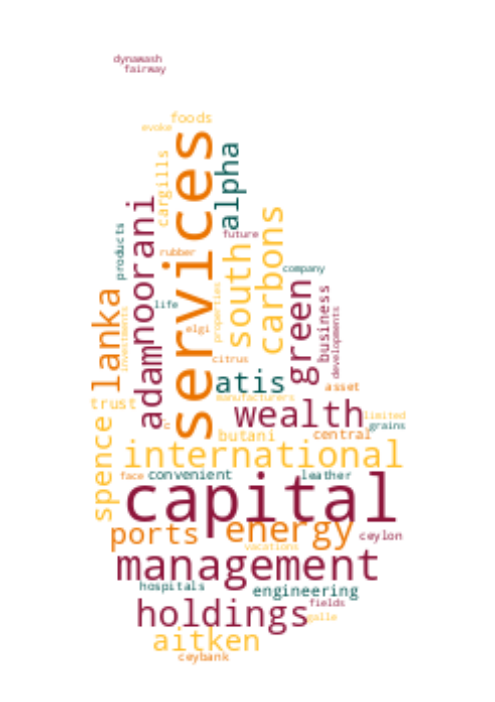 dynawash
fairway
foods
evoke
services
alpha
cargills
noorani
carbons
products
future
south
rubber
company
green
business
properties
lanka
life
investments
developments
elgi
adam
citrus
atis
asset
manufacturers
trust
wealth
limited
spence
butani
central
grains
international
face
convenient
leather
capital
ports
energy
ceylon
vacations
management
hospitals
engineering
holdings
fields
galle
aitken
ceybank